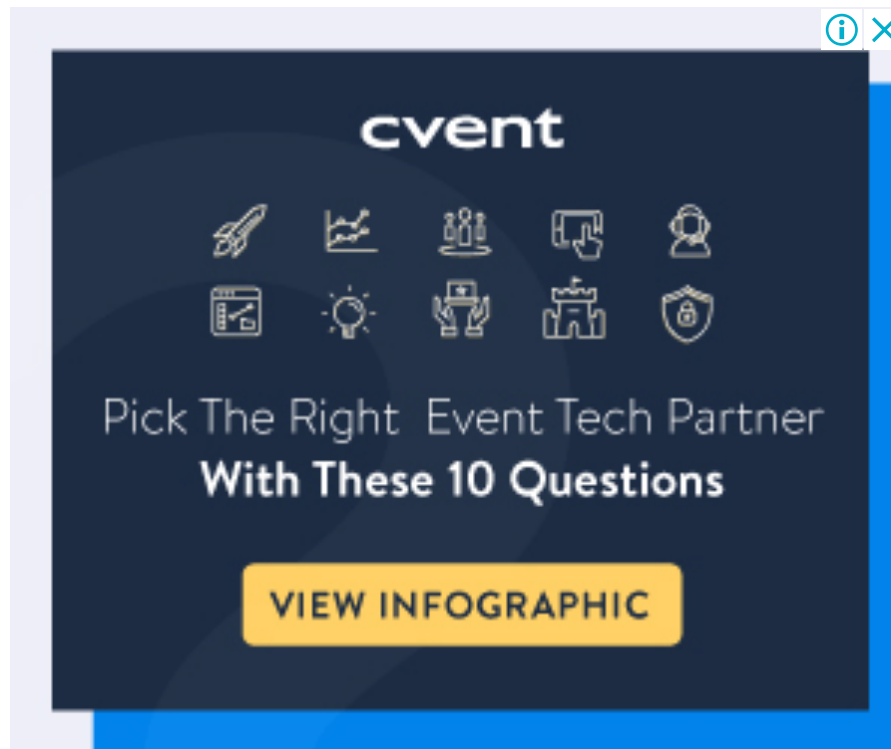 cvent
Pick The Right Event Tech Partner
With These 10 Questions
VIEW INFOGRAPHIC